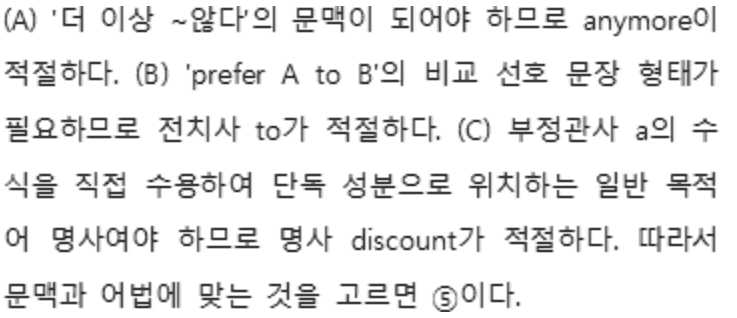 (A) '더 이상 ~않다'의 문맥이 되어야 하므로 anymore이
적절하다. (B) 'prefer A to B'의 비교 선호 문장 형태가
필요하므로 전치사 to가 적절하다. (C) 부정관사 a의 수
식을 직접 수용하여 단독 성분으로 위치하는 일반 목적
어 명사여야 하므로 명사 discount가 적절하다. 따라서
문맥과 어법에 맞는 것을 고르면 ⑤이다.